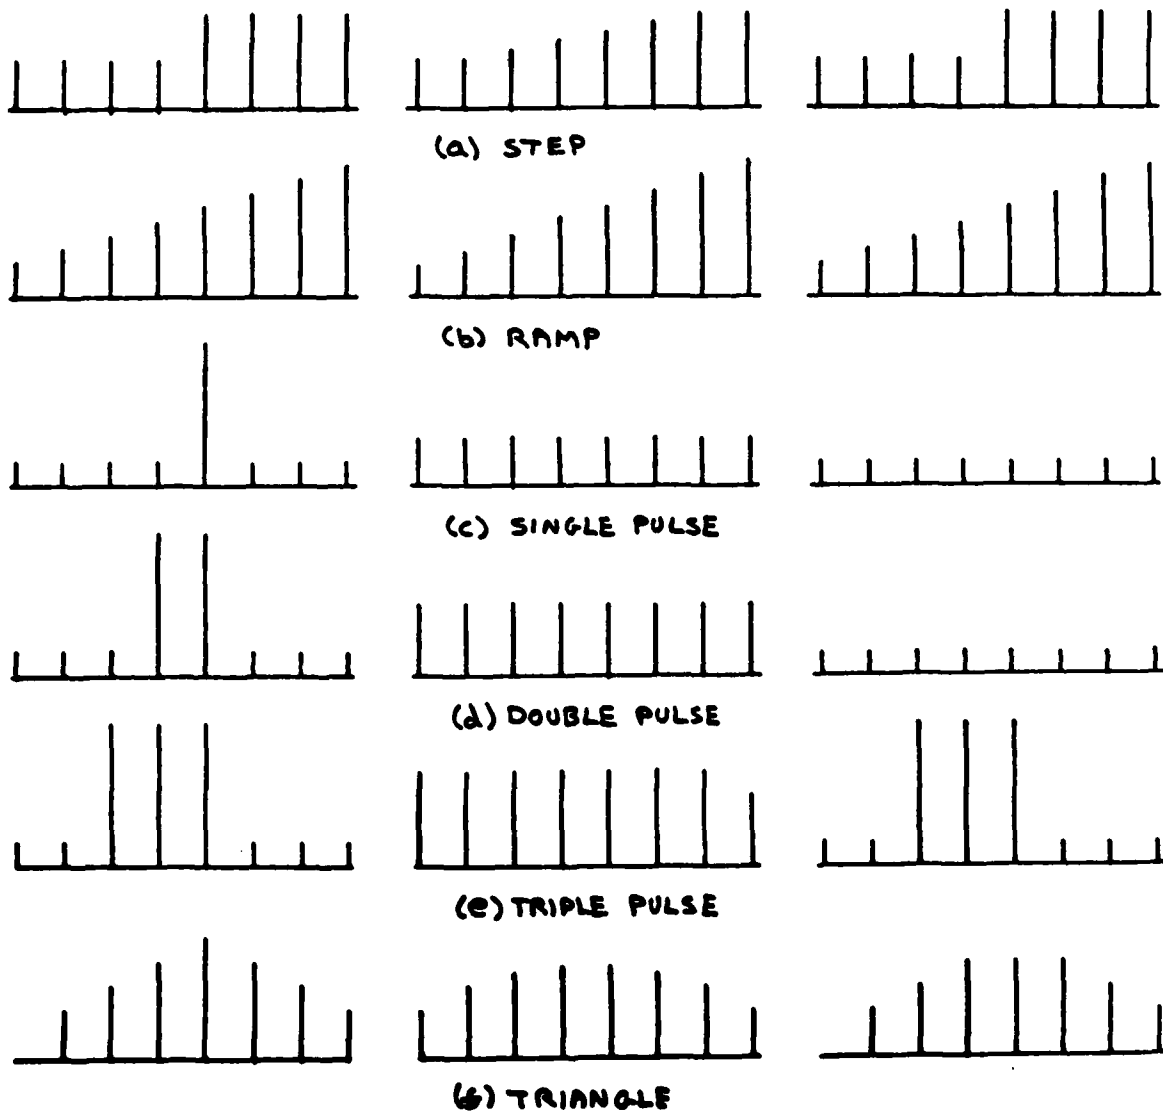 (a) STEP
(b) RAMP
(c) SINGLE PULSE
(d) DOUBLE PULSE
(e) TRIPLE PULSE
(f) TRIANGLE